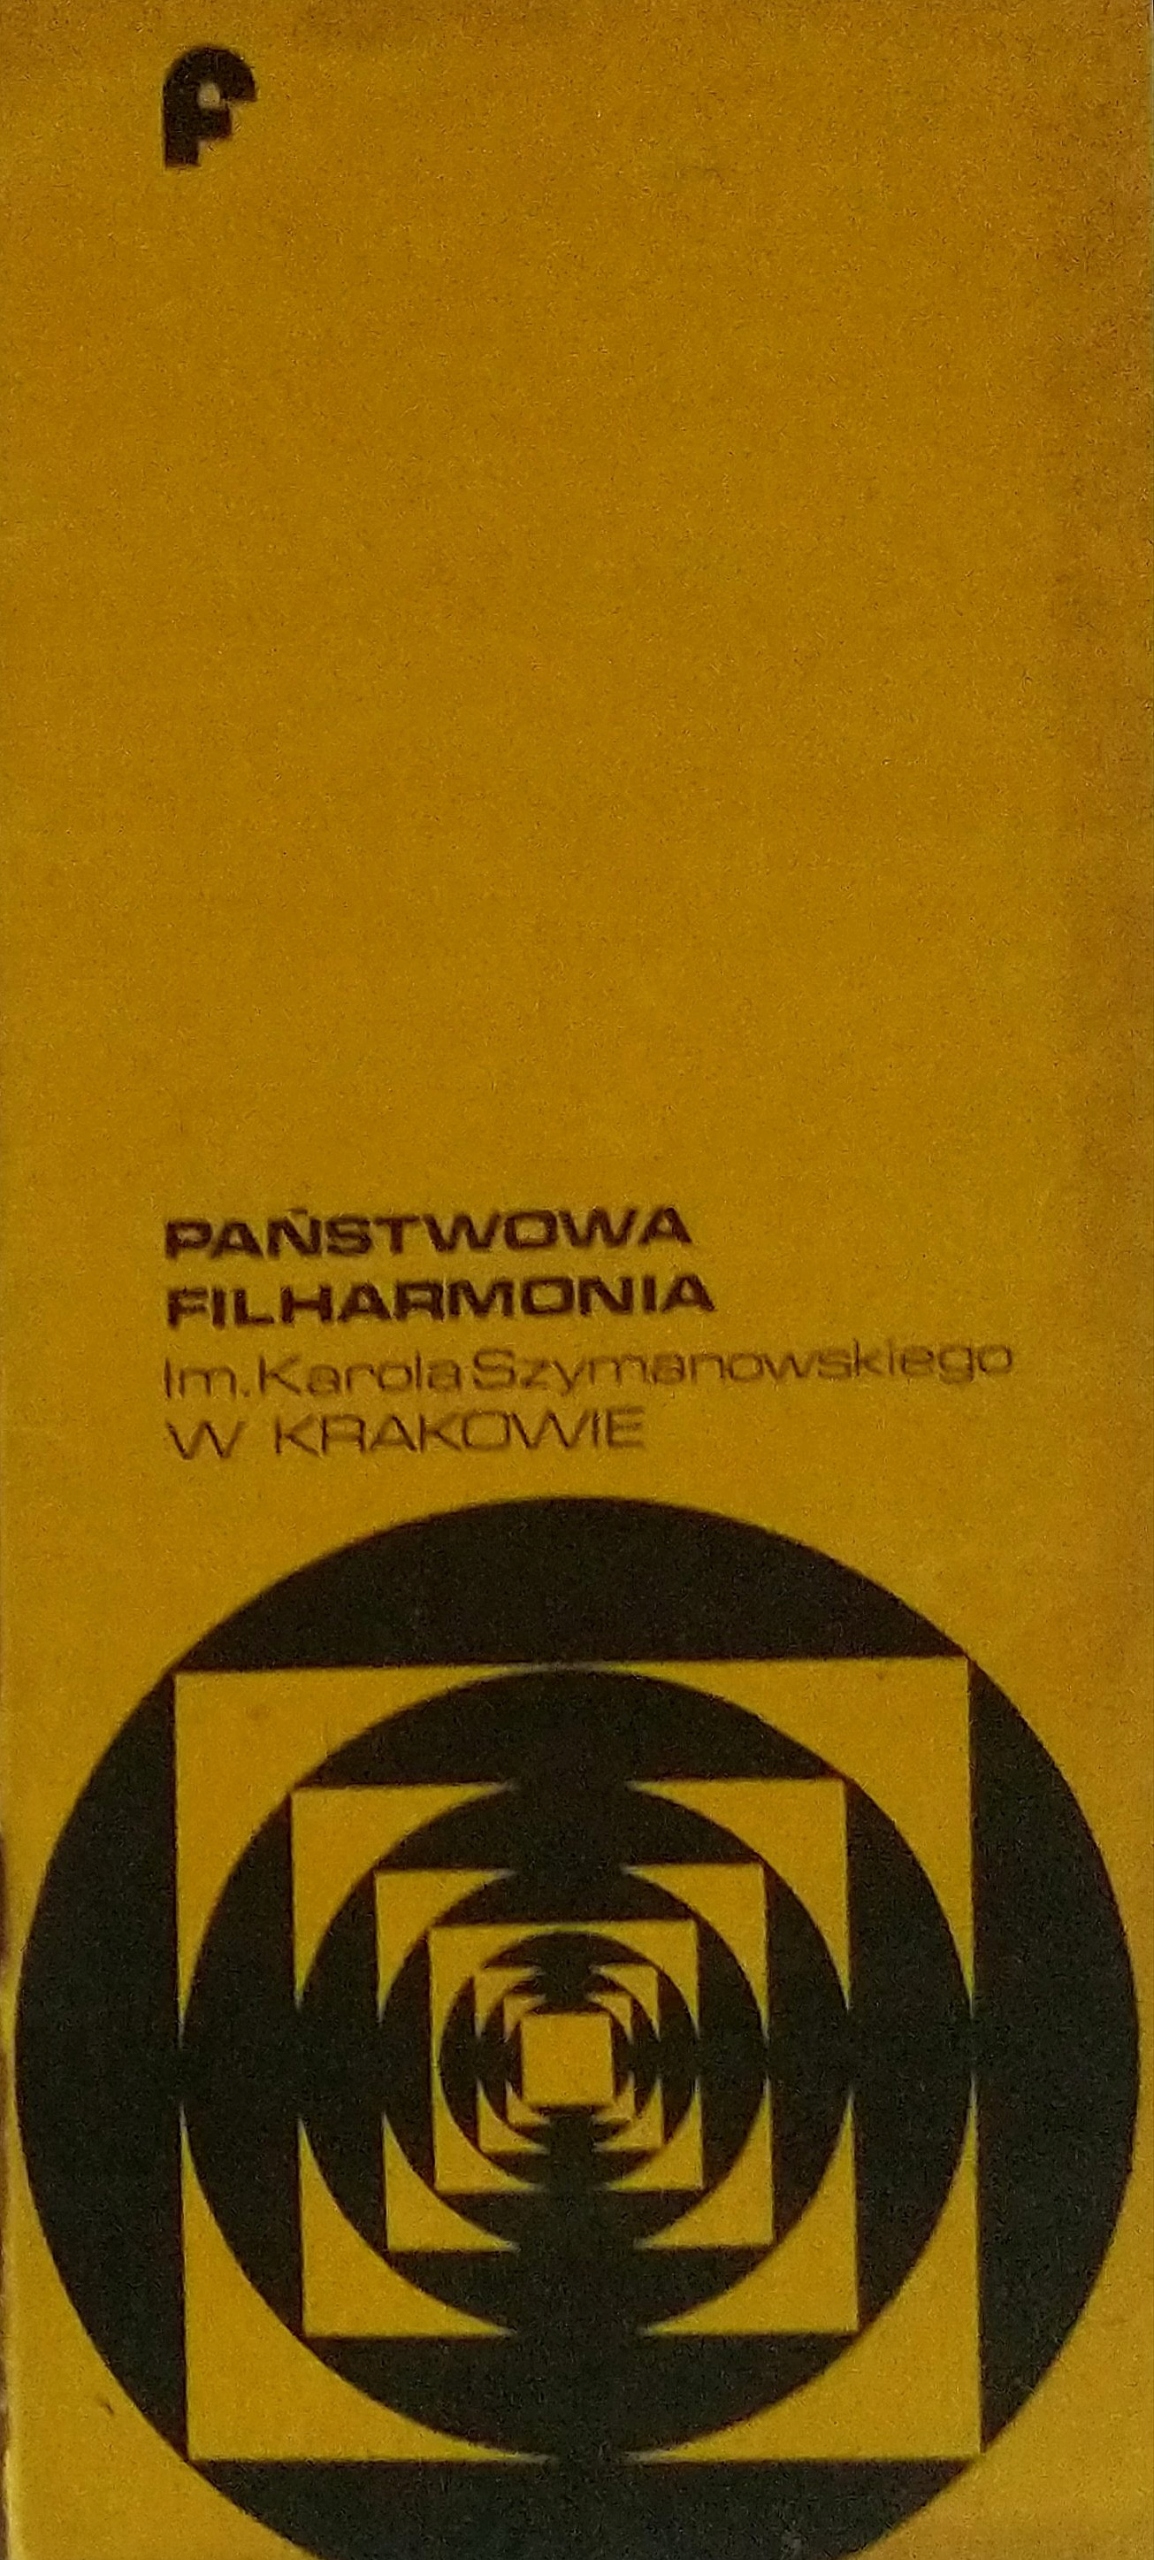 F
PAŃSTWOWA
FILHARMONIA
Im. Karola Szymanowskiego
W KRAKOWIE